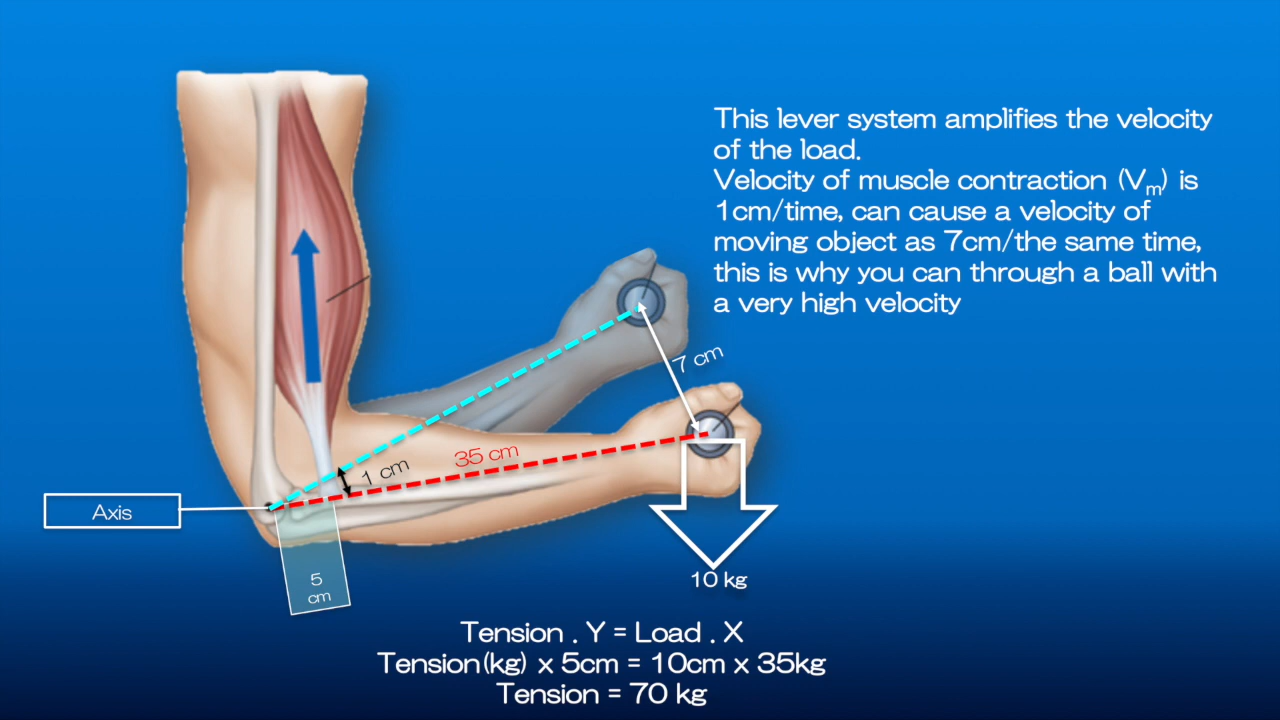 This lever system amplifies the velocity
of the load.
Velocity of muscle contraction (Vm) is
1cm/time, can cause a velocity of
moving object as 7cm/the same time,
this is why you can through a ball with
a very high velocity
7 cm
35 cm
1 cm
Axis
5
cm
10 kg
Tension . Y = Load . X
Tension(kg) x 5cm = 10cm x 35kg
Tension = 70 kg